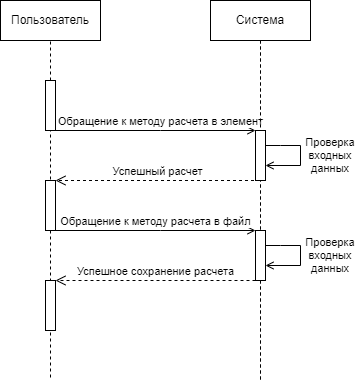 Пользователь
Система
Обращение к методу расчета в элемент
Проверка
входных
данных
Успешный расчет
Обращение к методу расчета в файл
Проверка
входных
данных
Успешное сохранение расчета